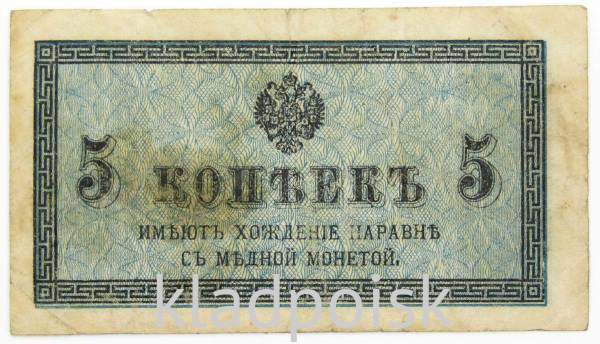 5 КОПѢЕКЪ 5
ИМѢЮТЪ ХОЖДЕНІЕ НАРАВНѢ
СЪ МѢДНОЙ МОНЕТОЙ.
kladpoisk